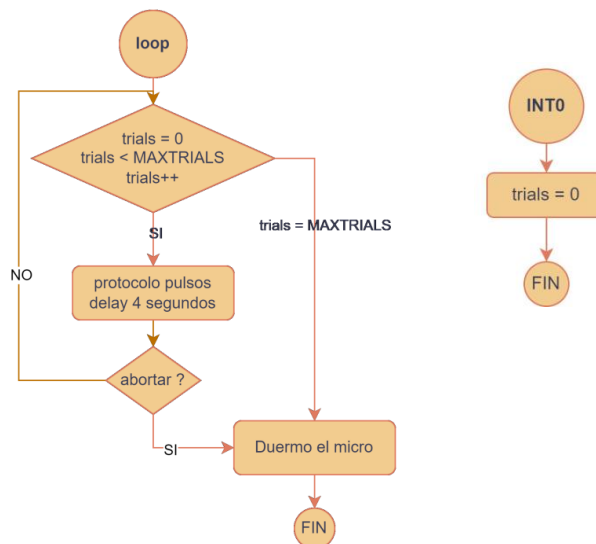 loop
trials = 0
trials < MAXTRIALS
trials++
SI
trials = MAXTRIALS
NO
protocolo pulsos
delay 4 segundos
abortar ?
SI
Duermo el micro
FIN
INT0
trials = 0
FIN